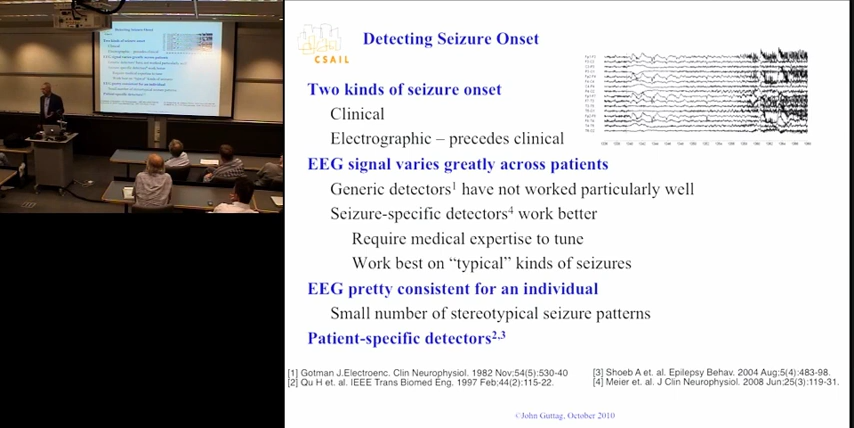 CSAIL
Detecting Seizure Onset
Two kinds of seizure onset
Clinical
Electrographic – precedes clinical
EEG signal varies greatly across patients
Generic detectors1 have not worked particularly well
Seizure-specific detectors4 work better
Require medical expertise to tune
Work best on “typical” kinds of seizures
EEG pretty consistent for an individual
Small number of stereotypical seizure patterns
Patient-specific detectors2,3
[1] Gotman J.Electroenc. Clin Neurophysiol. 1982 Nov;54(5):530-40
[2] Qu H et. al. IEEE Trans Biomed Eng. 1997 Feb;44(2):115-22.
[3] Shoeb A et. al. Epilepsy Behav. 2004 Aug;5(4):483-98.
[4] Meier et. al. J Clin Neurophysiol. 2008 Jun;25(3):119-31.
©John Guttag, October 2010